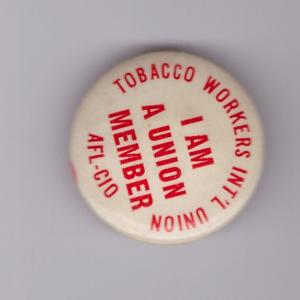 TOBACCO WORKERS INT'L UNION
I AM
A UNION
MEMBER
AFL-CIO